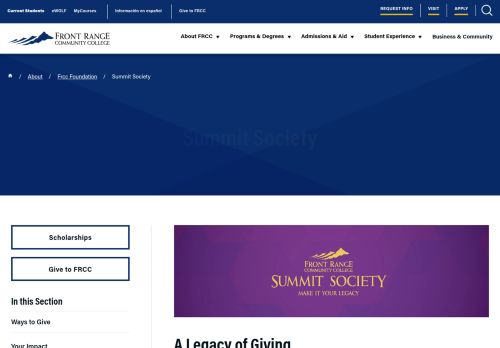 Current Students eWOLF MyCourses Información en español Give to FRCC REQUEST INFO VISIT APPLY
FRONT RANGE
COMMUNITY COLLEGE
About FRCC Programs & Degrees Admissions & Aid Student Experience Business & Community
/ About / Frcc Foundation / Summit Society
Summit Society
Scholarships
Give to FRCC
In this Section
Ways to Give
Your Impact
FRONT RANGE
COMMUNITY COLLEGE
SUMMIT SOCIETY
MAKE IT YOUR LEGACY
A Legacy of Giving